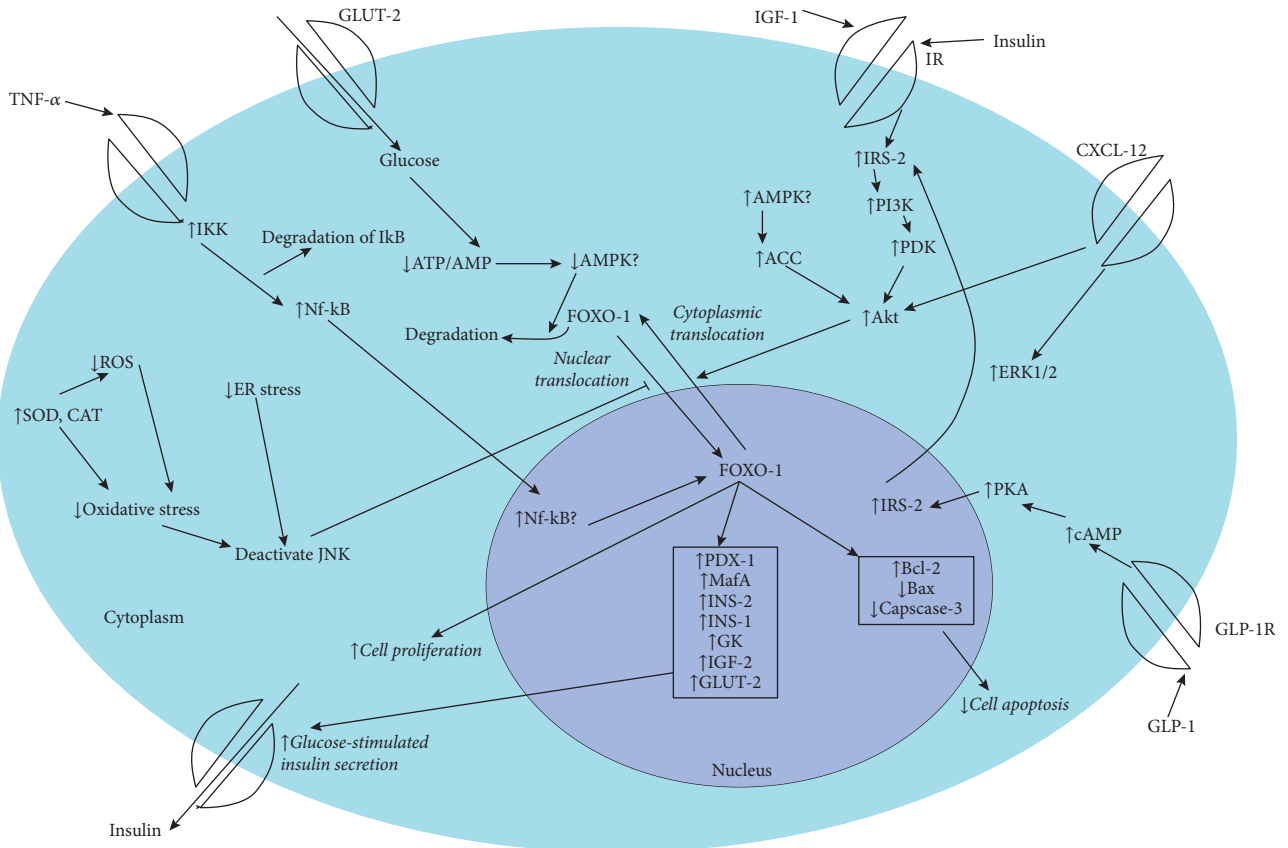 GLUT-2
IGF-1
Insulin
IR
TNF-α
Glucose
↑IRS-2
CXCL-12
↑AMPK?
↑PI3K
↑IKK
Degradation of IkB
↑PDK
↓ATP/AMP
↓AMPK?
↑ACC
↑Nf-kB
FOXO-1
Cytoplasmic
translocation
↑Akt
Degradation
Nuclear
translocation
↓ROS
↓ER stress
↑ERK1/2
↑SOD, CAT
FOXO-1
↓Oxidative stress
↑Nf-kB?
↑IRS-2
↑PKA
↑cAMP
Deactivate JNK
↑PDX-1
↑MafA
↑INS-2
↑INS-1
↑GK
↑IGF-2
↑GLUT-2
↑Bcl-2
↓Bax
↓Capscase-3
Cytoplasm
GLP-1R
↑Cell proliferation
↓Cell apoptosis
GLP-1
↑Glucose-stimulated
insulin secretion
Nucleus
Insulin